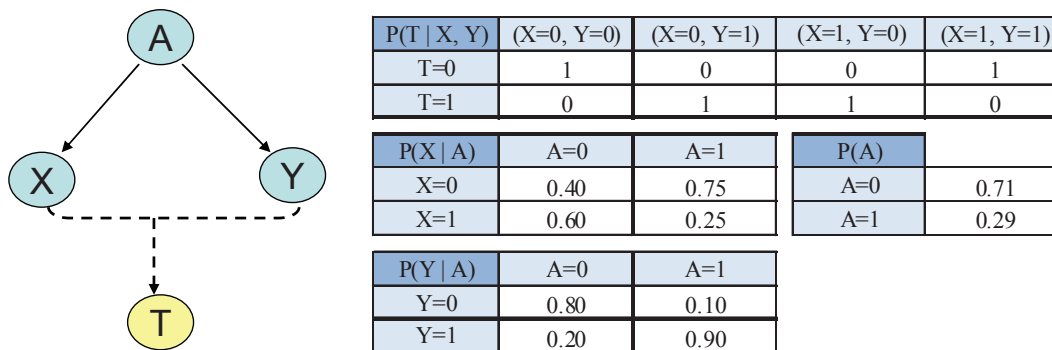 A
X
Y
T
P(T | X, Y) (X=0, Y=0) (X=0, Y=1) (X=1, Y=0) (X=1, Y=1)
T=0 1 0 0 1
T=1 0 1 1 0
P(X | A) A=0 A=1
X=0 0.40 0.75
X=1 0.60 0.25
P(A)
A=0 0.71
A=1 0.29
P(Y | A) A=0 A=1
Y=0 0.80 0.10
Y=1 0.20 0.90